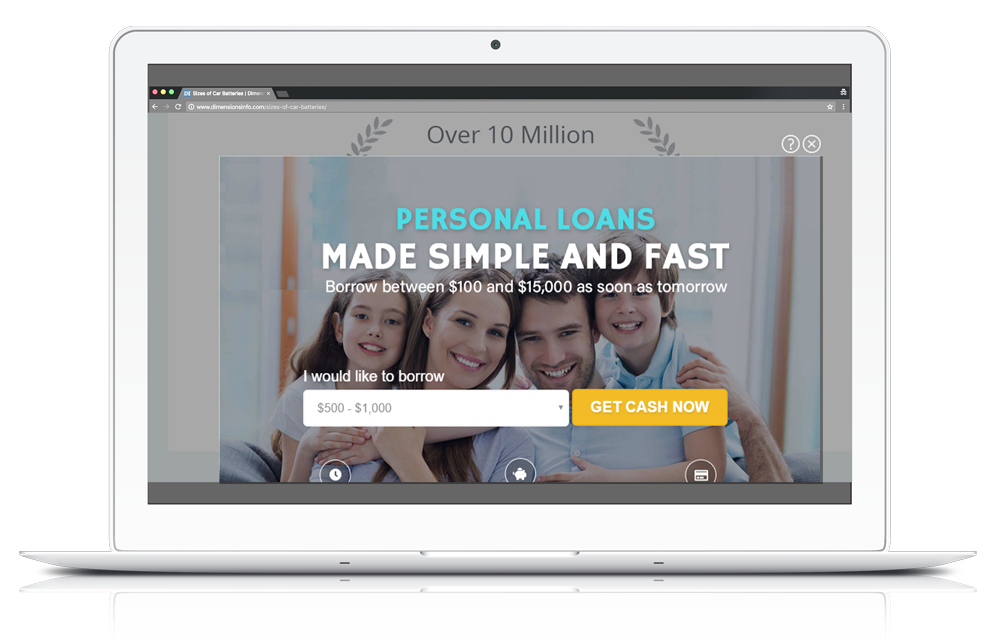 Sizes of Car Batteries | Dimens
www.dimensionsinfo.com/sizes-of-car-batteries/
Over 10 Million
PERSONAL LOANS
MADE SIMPLE AND FAST
Borrow between $100 and $15,000 as soon as tomorrow
I would like to borrow
$500 - $1,000
GET CASH NOW